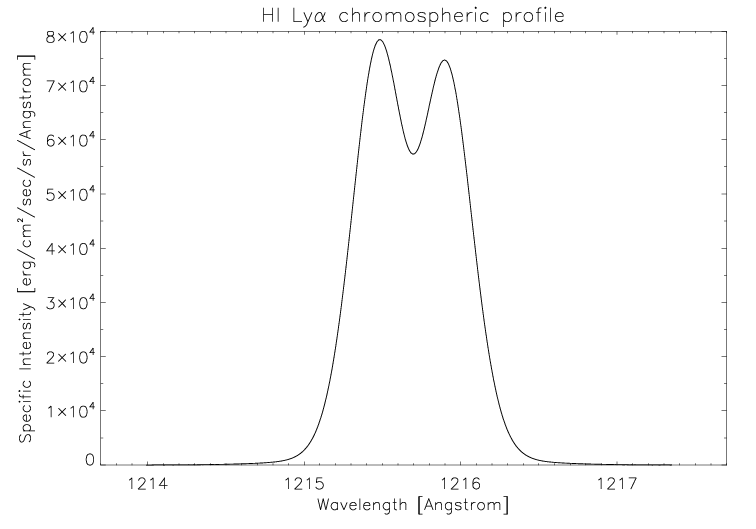 HI Lyα chromospheric profile
8×10⁴
7×10⁴
6×10⁴
5×10⁴
4×10⁴
3×10⁴
2×10⁴
1×10⁴
0
Specific Intensity [erg/cm²/sec/sr/Angstrom]
1214 1215 1216 1217
Wavelength [Angstrom]